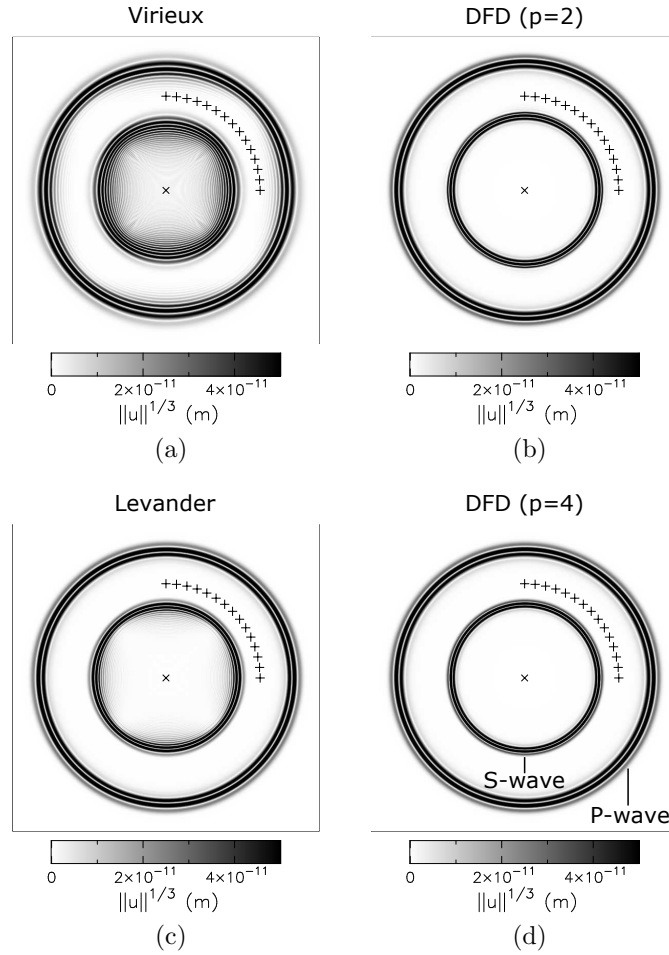 Virieux
DFD (p=2)
0 2×10⁻¹¹ 4×10⁻¹¹
||u||^1/3 (m)
(a)
0 2×10⁻¹¹ 4×10⁻¹¹
||u||^1/3 (m)
(b)
Levander
DFD (p=4)
S-wave
P-wave
0 2×10⁻¹¹ 4×10⁻¹¹
||u||^1/3 (m)
(c)
0 2×10⁻¹¹ 4×10⁻¹¹
||u||^1/3 (m)
(d)